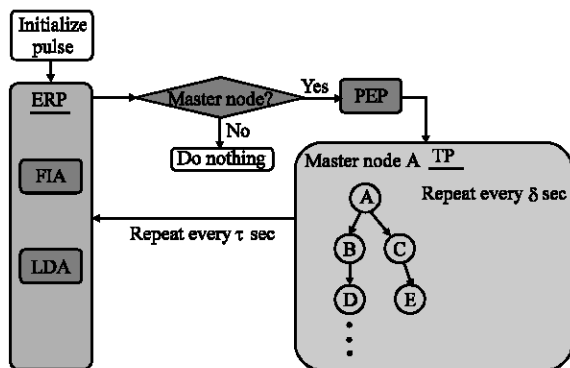 Initialize
pulse
ERP
Master node?
Yes
PEP
No
Do nothing
FIA
LDA
Master node A TP
Repeat every δ sec
Repeat every τ sec
A
B
C
D
E